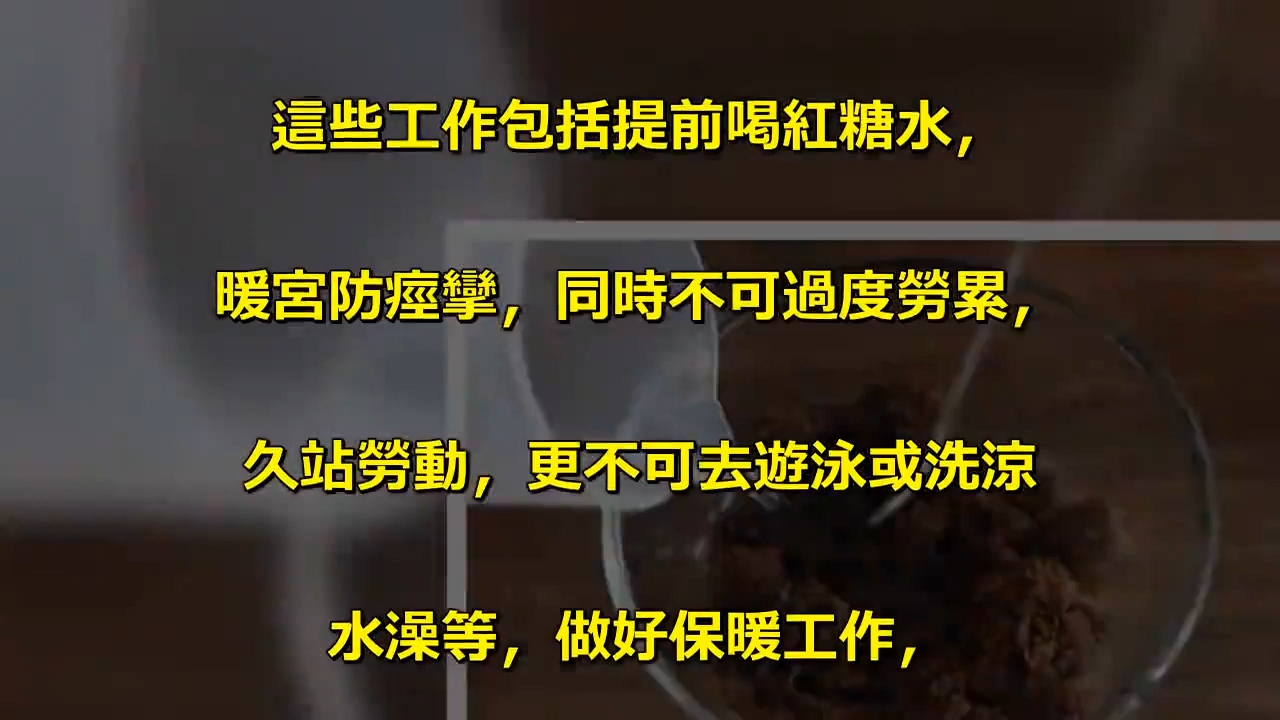 這些工作包括提前喝紅糖水，
暖宮防痙攣，同時不可過度勞累，
久站勞動，更不可去遊泳或洗涼
水澡等，做好保暖工作，